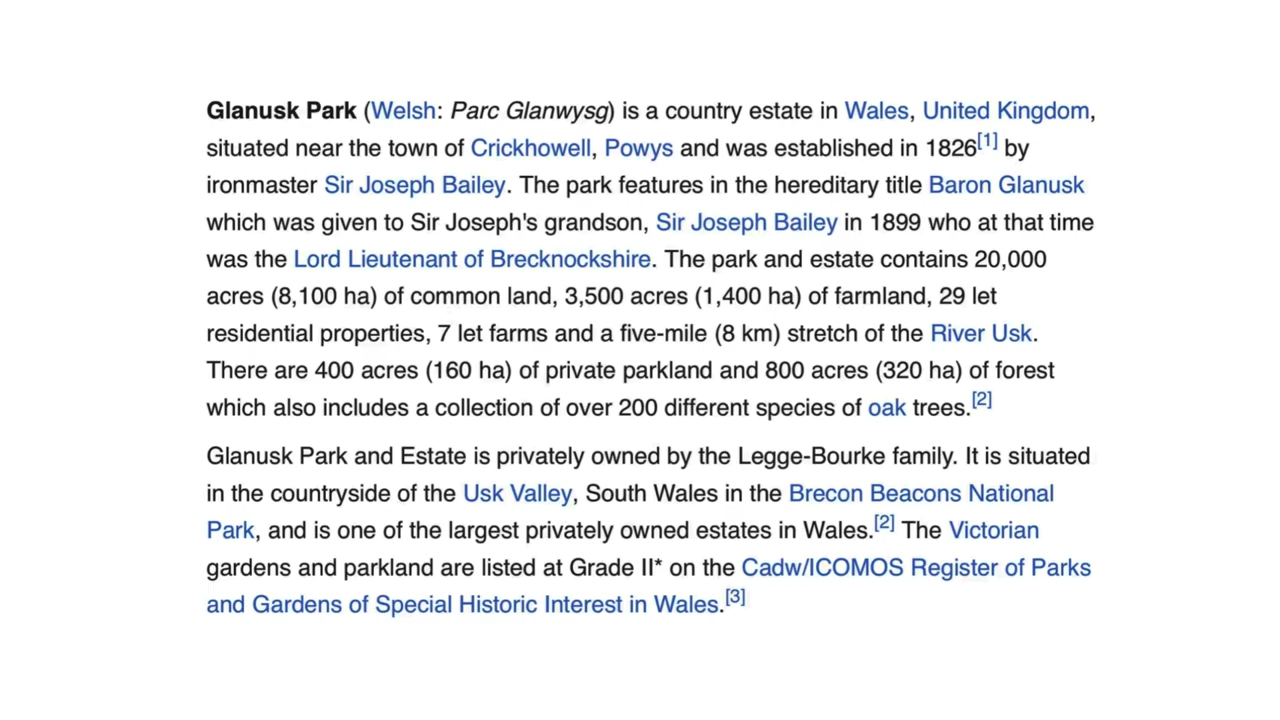 Glanusk Park (Welsh: Parc Glanwysg) is a country estate in Wales, United Kingdom,
situated near the town of Crickhowell, Powys and was established in 1826[1] by
ironmaster Sir Joseph Bailey. The park features in the hereditary title Baron Glanusk
which was given to Sir Joseph's grandson, Sir Joseph Bailey in 1899 who at that time
was the Lord Lieutenant of Brecknockshire. The park and estate contains 20,000
acres (8,100 ha) of common land, 3,500 acres (1,400 ha) of farmland, 29 let
residential properties, 7 let farms and a five-mile (8 km) stretch of the River Usk.
There are 400 acres (160 ha) of private parkland and 800 acres (320 ha) of forest
which also includes a collection of over 200 different species of oak trees.[2]
Glanusk Park and Estate is privately owned by the Legge-Bourke family. It is situated
in the countryside of the Usk Valley, South Wales in the Brecon Beacons National
Park, and is one of the largest privately owned estates in Wales.[2] The Victorian
gardens and parkland are listed at Grade II* on the Cadw/ICOMOS Register of Parks
and Gardens of Special Historic Interest in Wales.[3]